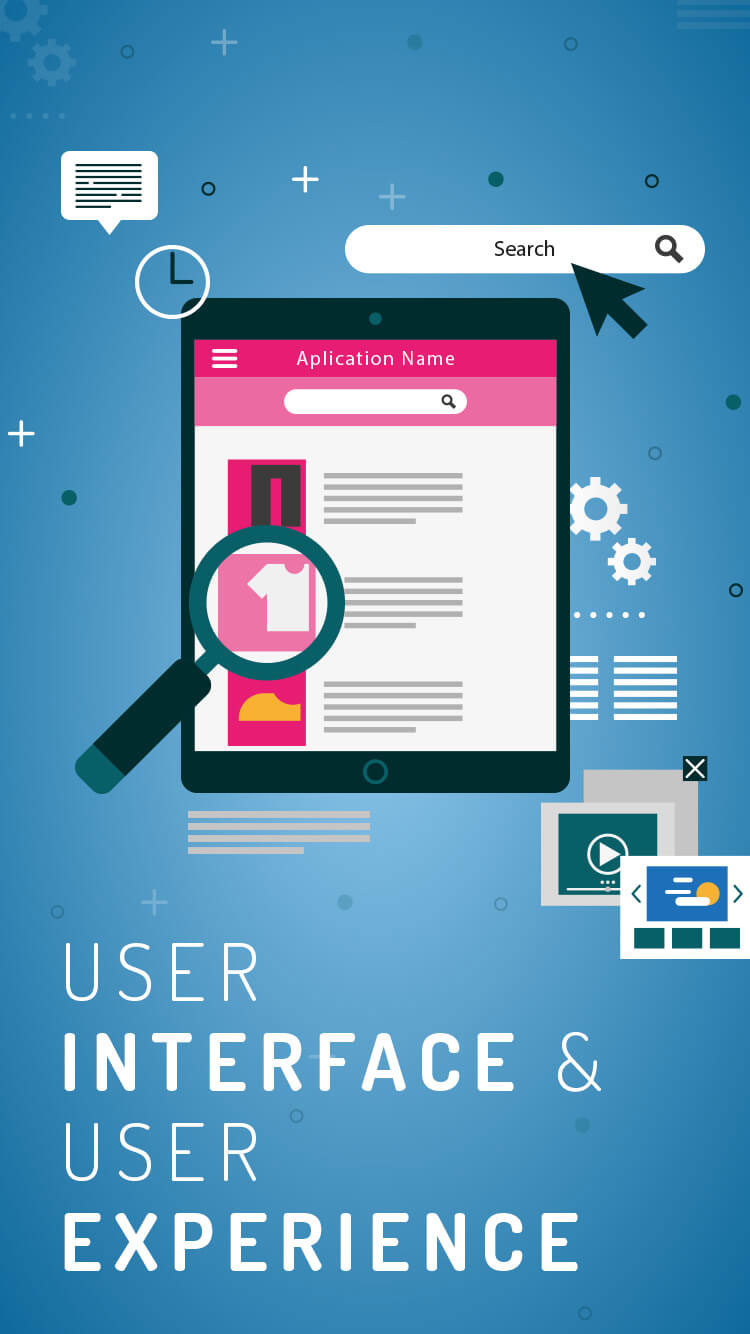 Search
Aplication Name
USER
INTERFACE &
USER
EXPERIENCE